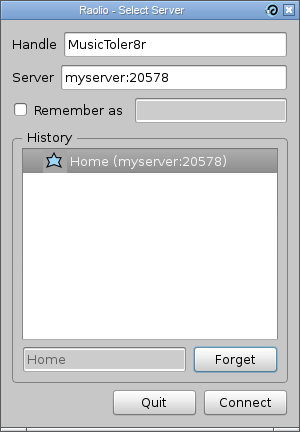 Raolio - Select Server
Handle MusicToler8r
Server myserver:20578
Remember as
History
Home (myserver:20578)
Home Forget
Quit Connect